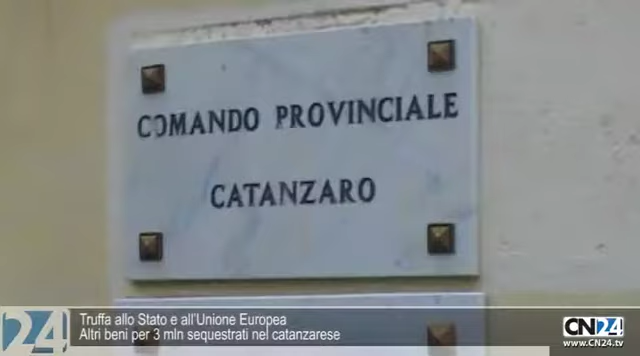 COMANDO PROVINCIALE
CATANZARO
24
Truffa allo Stato e all'Unione Europea
Altri beni per 3 mln sequestrati nel catanzarese
CN24
www.CN24.tv